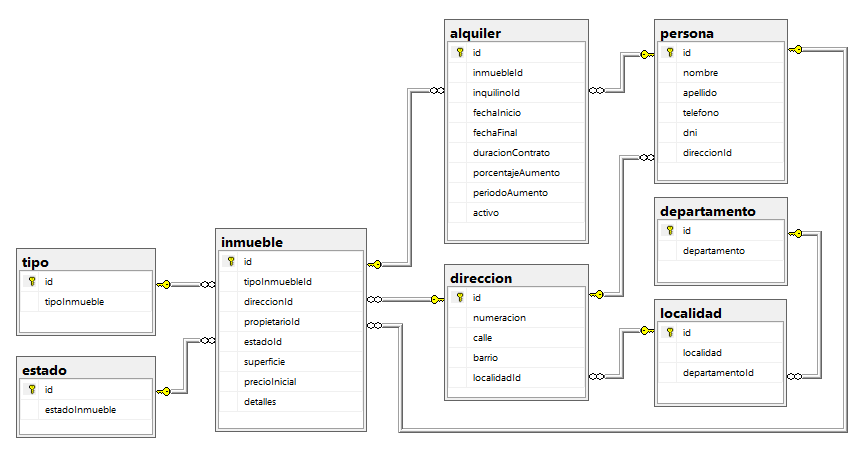 alquiler
id
inmuebleId
inquilinoId
fechaInicio
fechaFinal
duracionContrato
porcentajeAumento
periodoAumento
activo
persona
id
nombre
apellido
telefono
dni
direccionId
departamento
id
departamento
tipo
id
tipoInmueble
inmueble
id
tipoInmuebleId
direccionId
propietarioId
estadoId
superficie
precioInicial
detalles
direccion
id
numeracion
calle
barrio
localidadId
localidad
id
localidad
departamentoId
estado
id
estadoInmueble